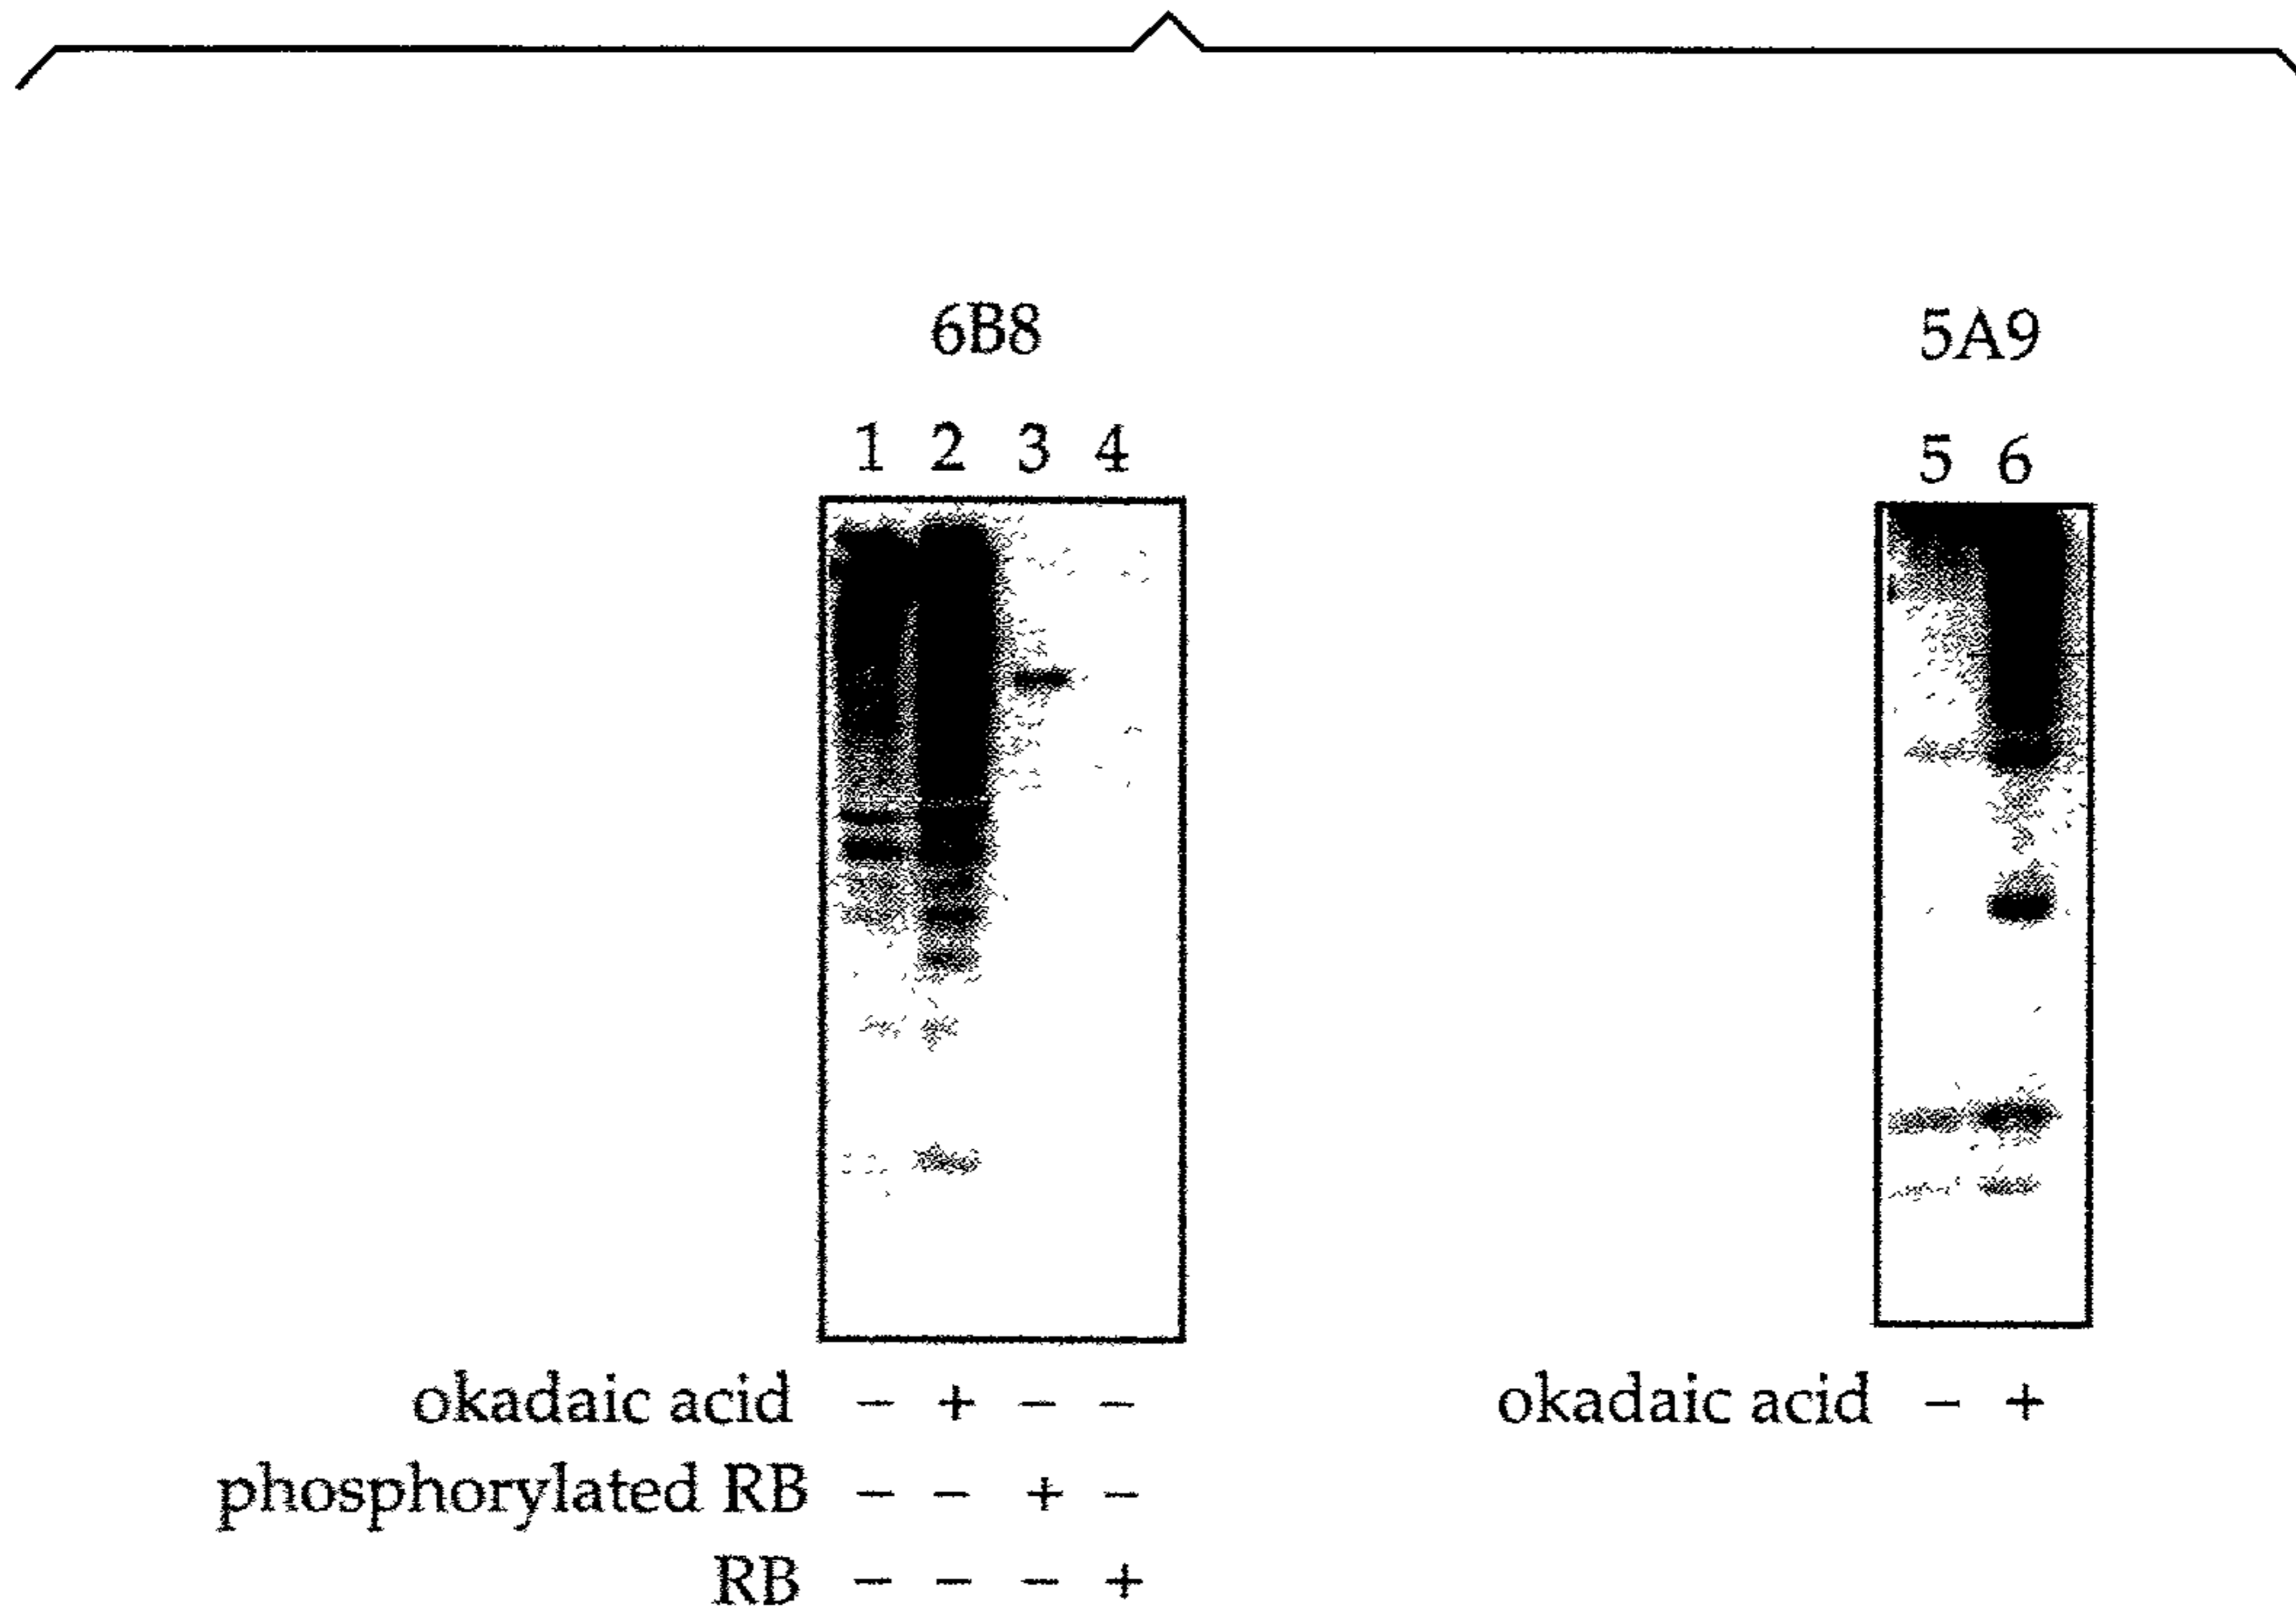 6B8
1 2 3 4
okadaic acid – + – –
phosphorylated RB – – + –
RB – – – +
5A9
5 6
okadaic acid – +